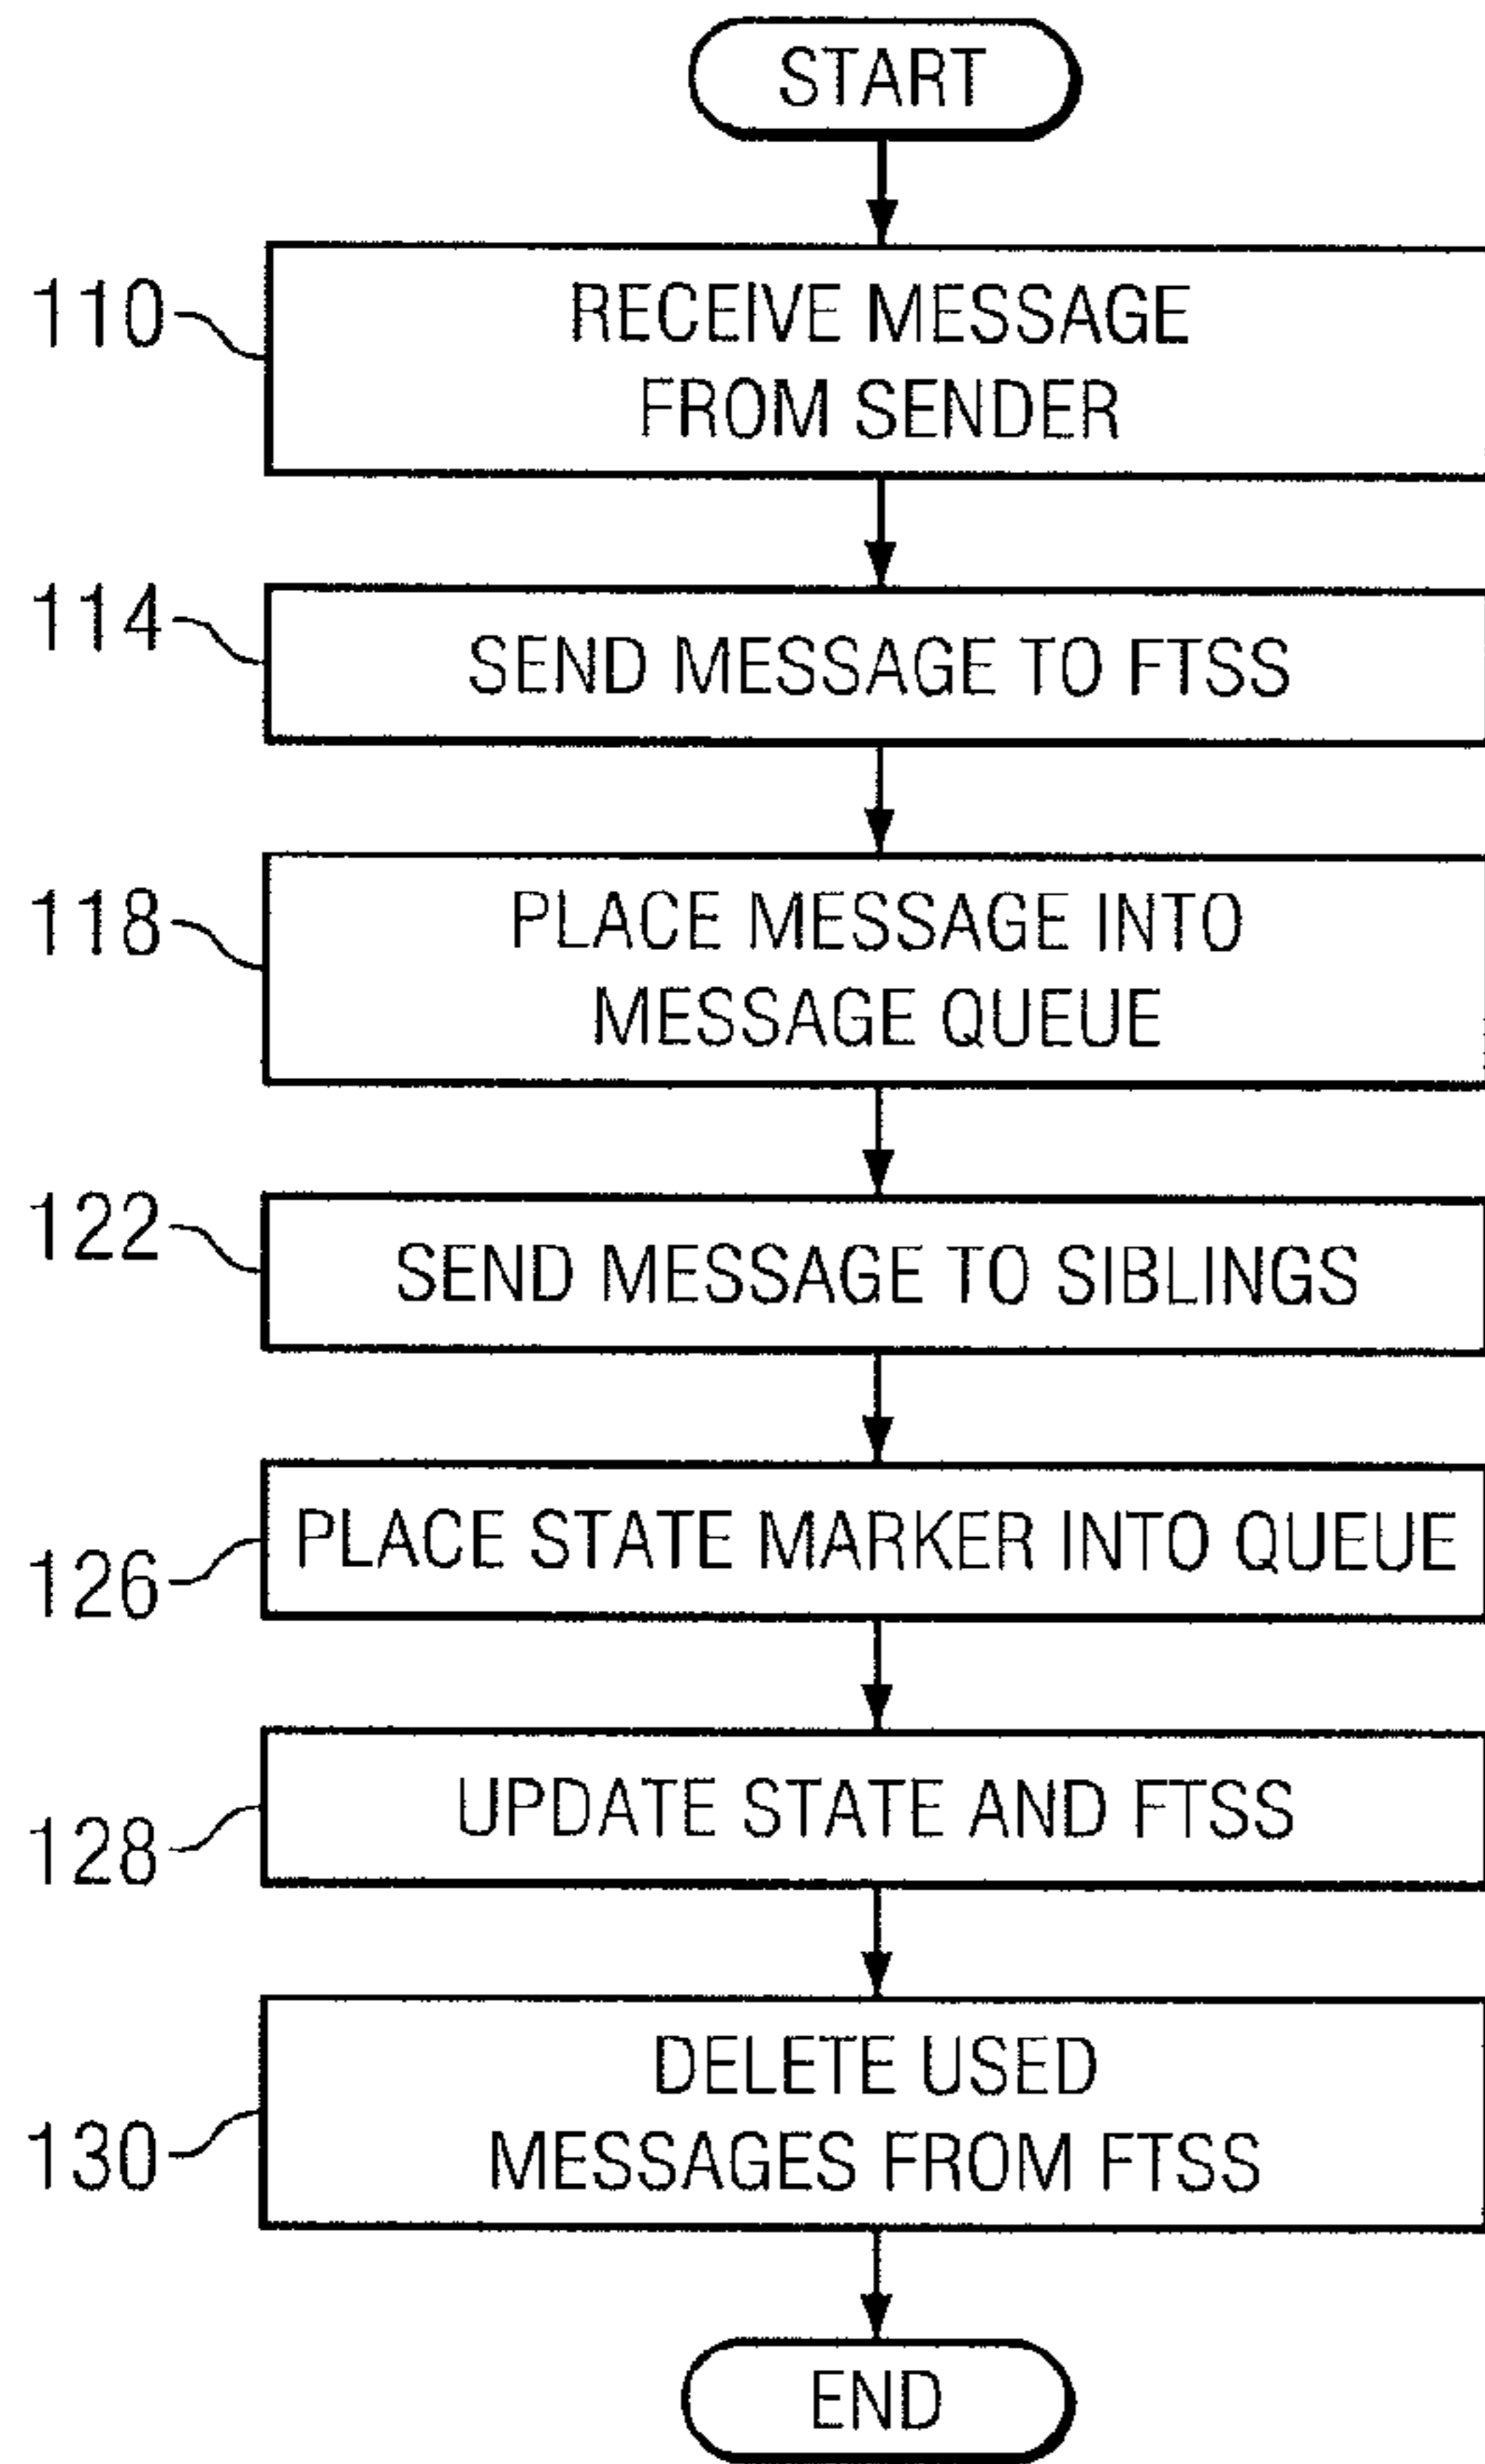 START
110
RECEIVE MESSAGE
FROM SENDER
114
SEND MESSAGE TO FTSS
118
PLACE MESSAGE INTO
MESSAGE QUEUE
122
SEND MESSAGE TO SIBLINGS
126
PLACE STATE MARKER INTO QUEUE
128
UPDATE STATE AND FTSS
130
DELETE USED
MESSAGES FROM FTSS
END